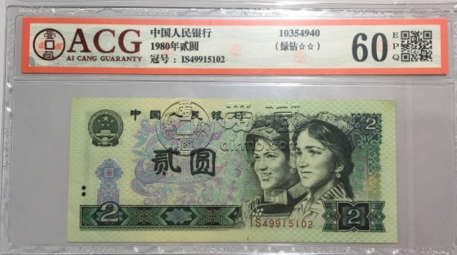 ACG
AI CANG GUARANTY
中国人民银行
1980年贰圆
冠号：IS49915102
10354940
(绿钻☆☆)
60 EPQ
中国人民银行
贰圆
2
2
2
IS49915102